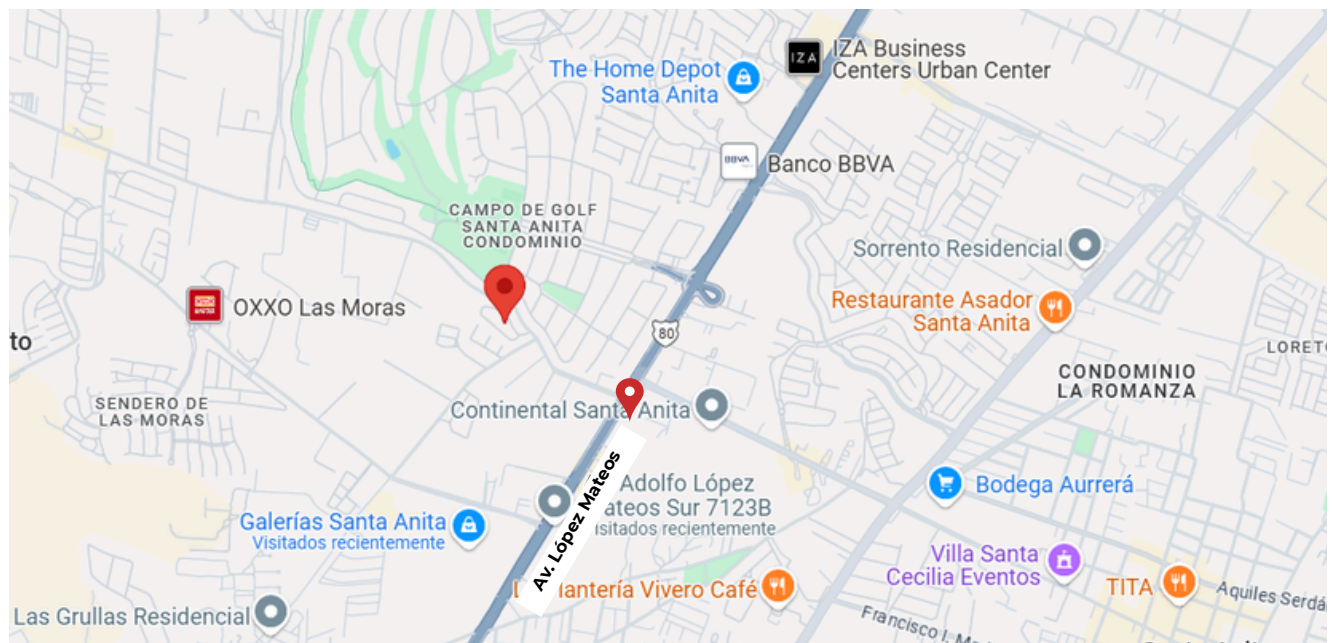 IZA
IZA Business
Centers Urban Center
The Home Depot
Santa Anita
BBVA
Banco BBVA
CAMPO DE GOLF
SANTA ANITA
CONDOMINIO
Sorrento Residencial
OXXO Las Moras
Restaurante Asador
Santa Anita
80
to
LORETO
CONDOMINIO
LA ROMANZA
SENDERO DE
LAS MORAS
Continental Santa Anita
Av. López Mateos
Adolfo López
ateos Sur 7123B
isitados recientemente
Bodega Aurrerá
Galerías Santa Anita
Visitados recientemente
Villa Santa
Cecilia Eventos
antería Vivero Café
TITA
Aquiles Serdá
Las Grullas Residencial
Francisco I.